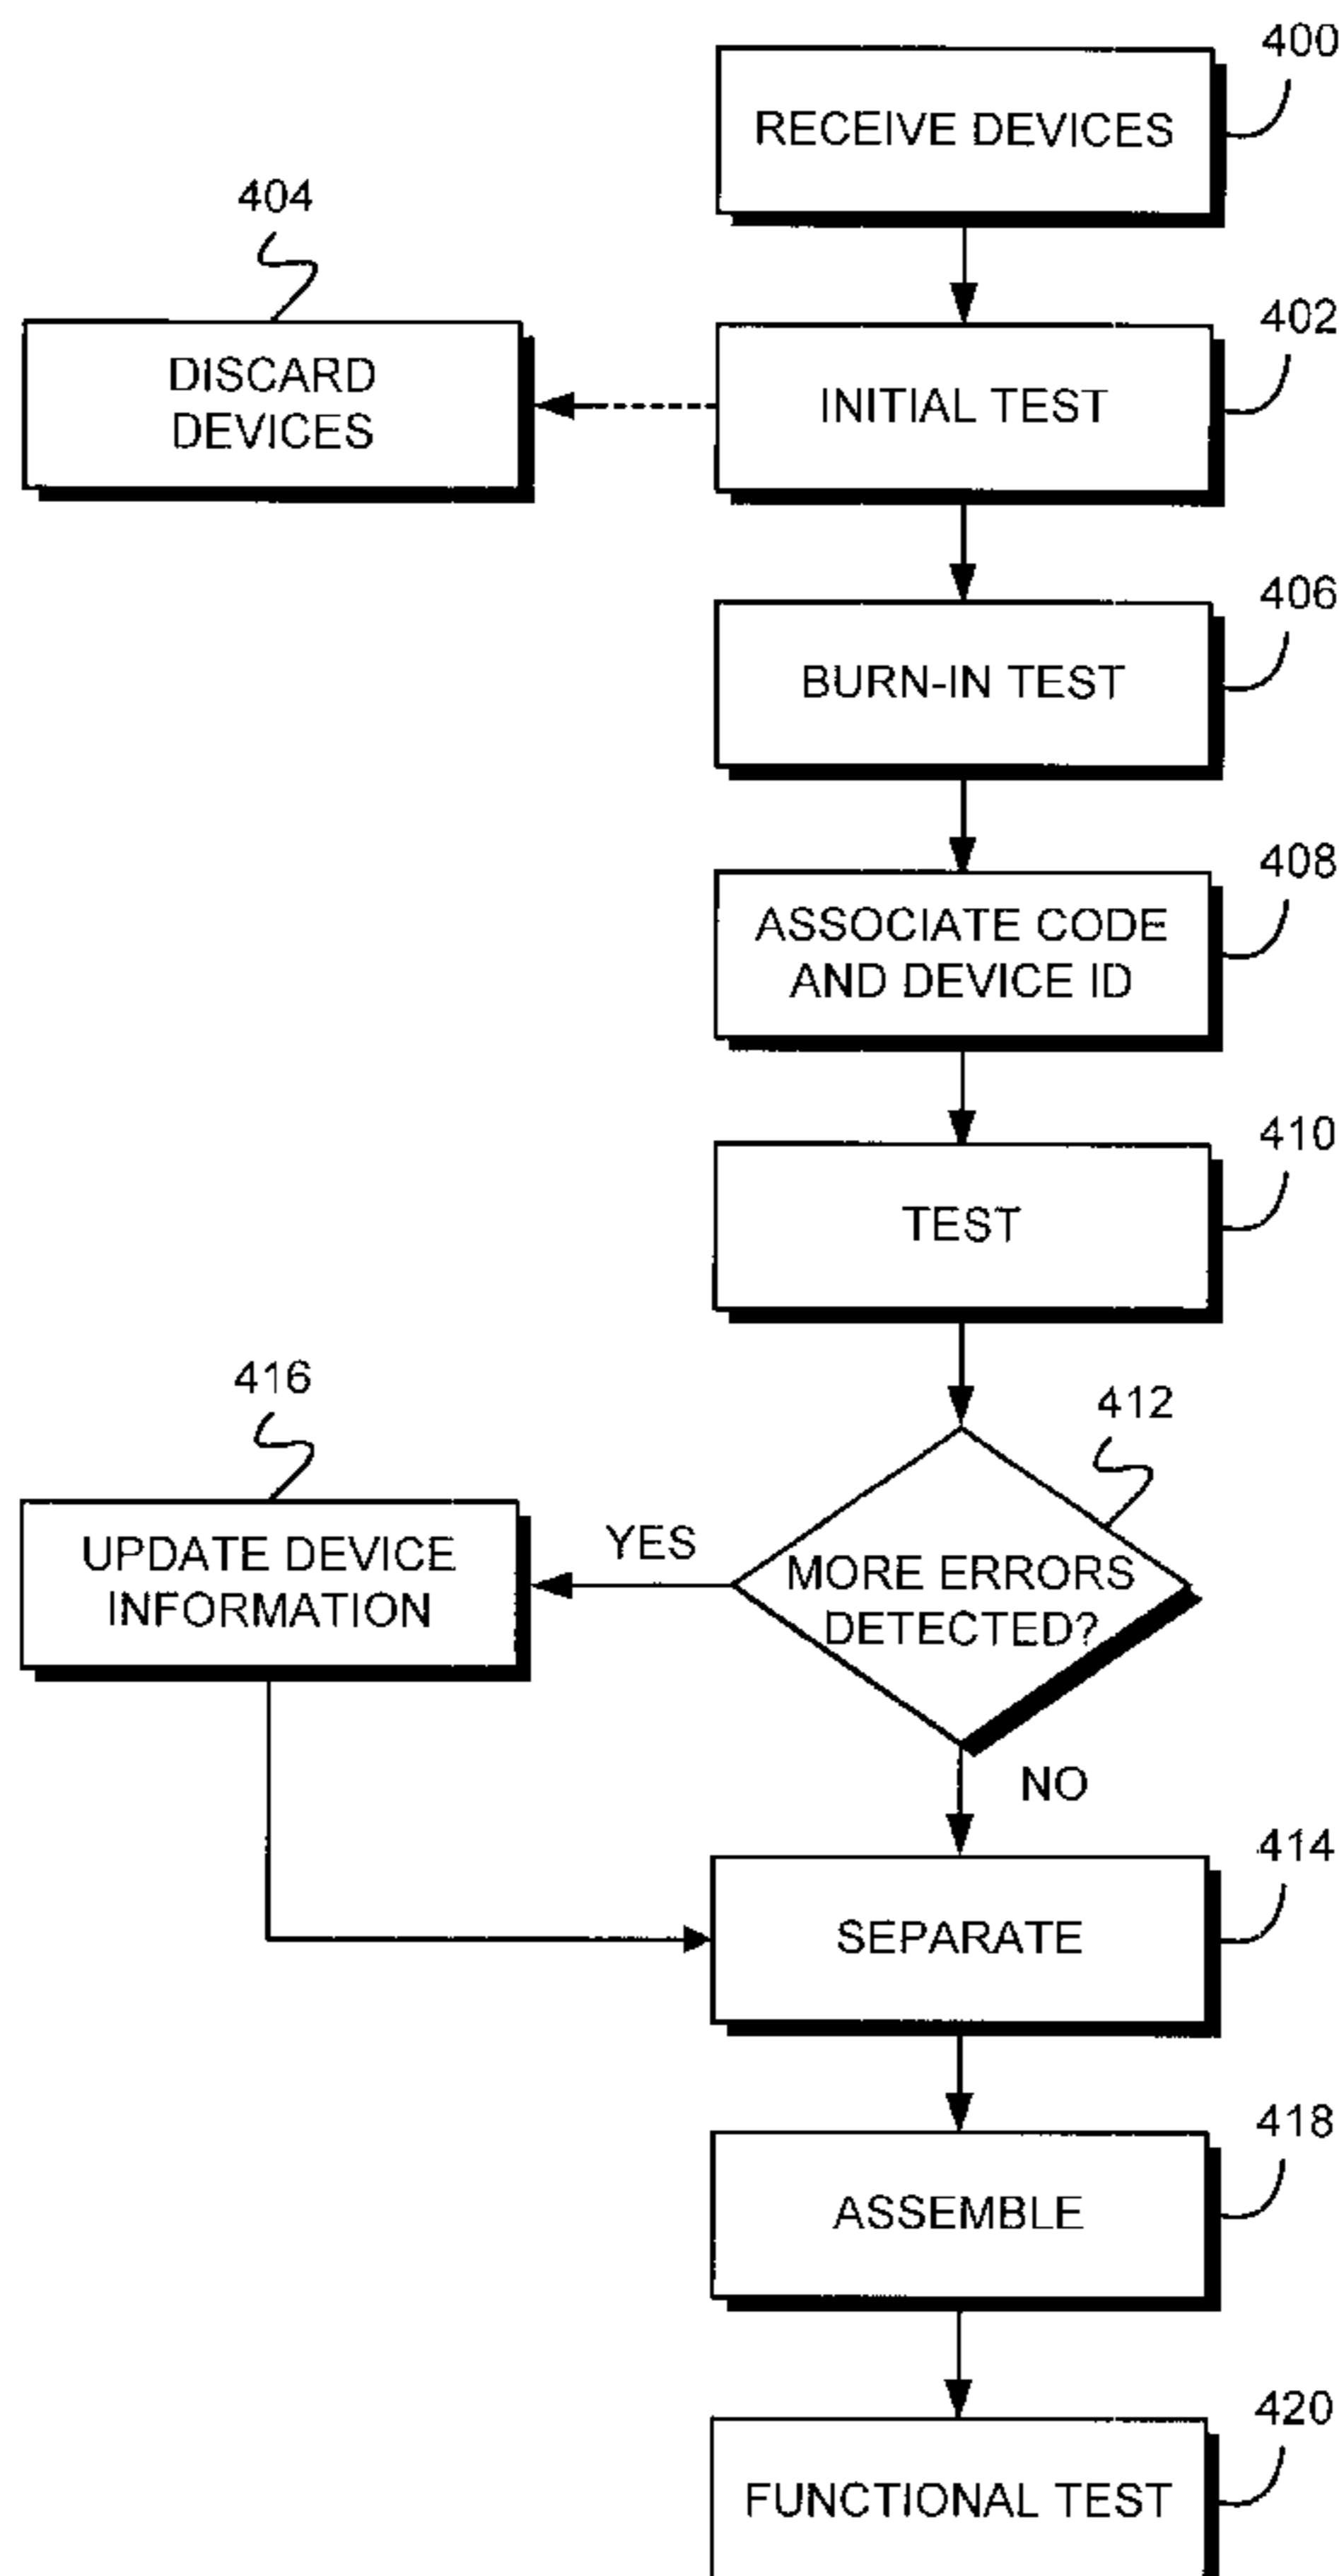 400
RECEIVE DEVICES
404
402
DISCARD
DEVICES
INITIAL TEST
406
BURN-IN TEST
408
ASSOCIATE CODE
AND DEVICE ID
410
TEST
416
412
UPDATE DEVICE
INFORMATION
YES
MORE ERRORS
DETECTED?
NO
414
SEPARATE
418
ASSEMBLE
420
FUNCTIONAL TEST